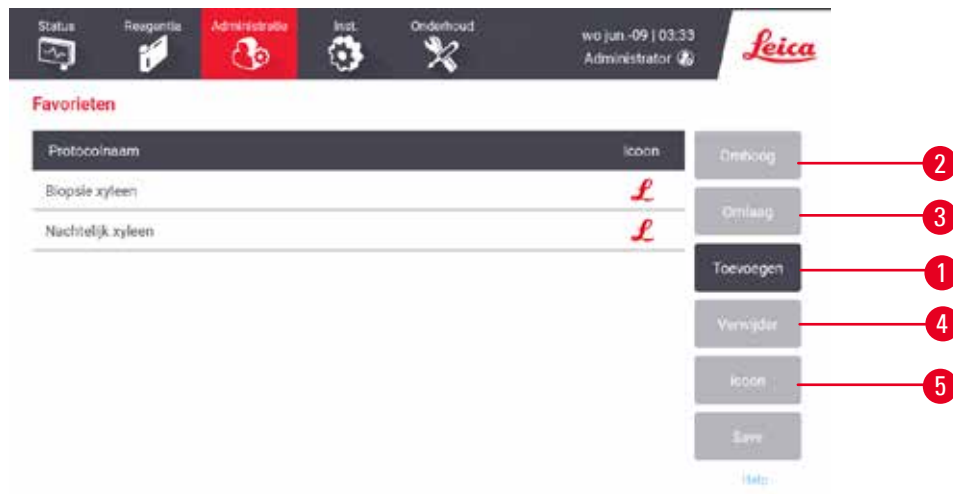 Status Reagentia Administratie Inst. Onderhoud
wo jun.-09 | 03:33
Administrator
Leica
Favorieten
Protocolnaam Icoon
Biopsie xyleen
Nachtelijk xyleen
Omhoog
Omlaag
Toevoegen
Verwijder
Icoon
Save
Help
2
3
1
4
5